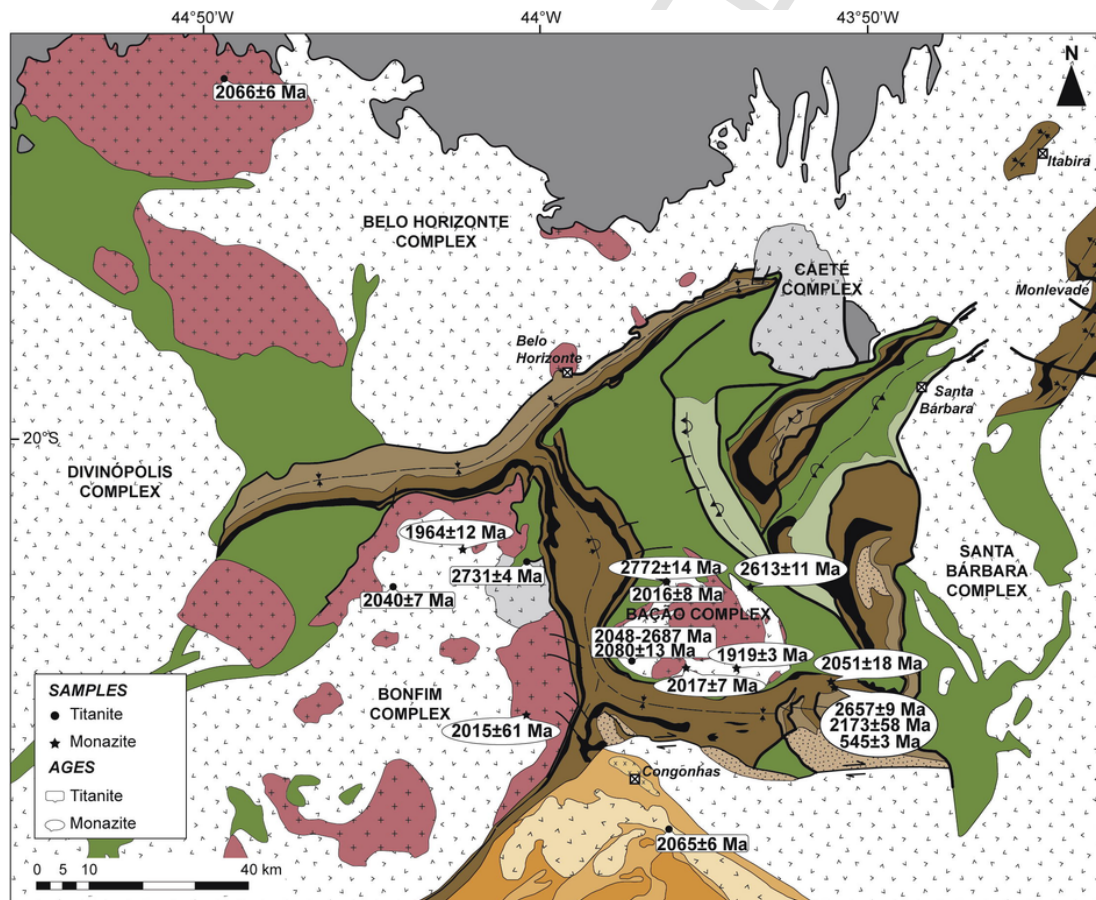 44°50'W
44°W
43°50'W
N
2066±6 Ma
Itabira
BELO HORIZONTE
COMPLEX
CAETÉ
COMPLEX
Monlevade
Belo
Horizonte
Santa
Bárbara
20°S
DIVINÓPOLIS
COMPLEX
1964±12 Ma
2731±4 Ma
2772±14 Ma
2613±11 Ma
SANTA
BÁRBARA
COMPLEX
2040±7 Ma
2016±8 Ma
BAÇÃO COMPLEX
2048-2687 Ma
2080±13 Ma
1919±3 Ma
2051±18 Ma
2017±7 Ma
BONFIM
COMPLEX
2015±61 Ma
2657±9 Ma
2173±58 Ma
545±3 Ma
SAMPLES
Titanite
Monazite
AGES
Titanite
Monazite
Congonhas
2065±6 Ma
0 5 10 40 km